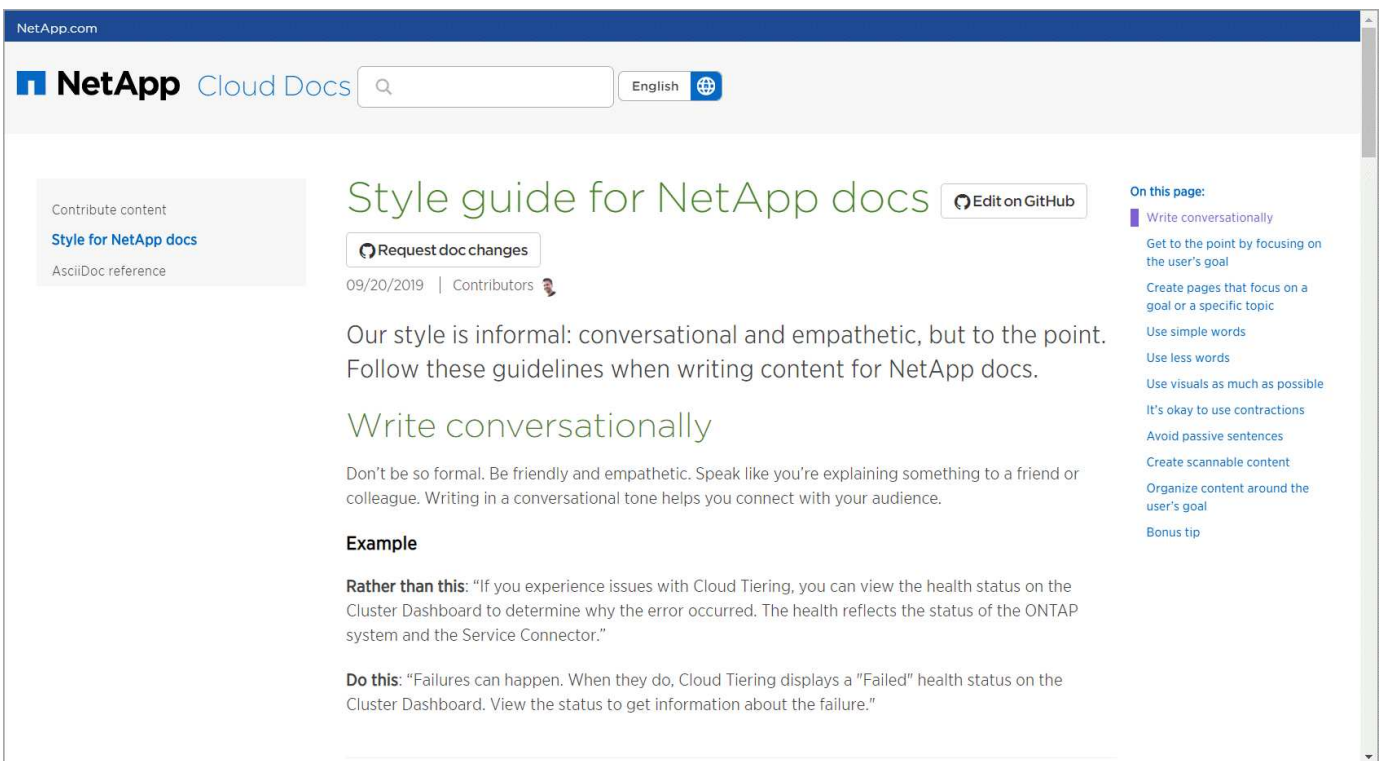 NetApp.com
NetApp Cloud Docs
English
Contribute content
Style for NetApp docs
AsciiDoc reference
Style guide for NetApp docs
Edit on GitHub
Request doc changes
09/20/2019 | Contributors
Our style is informal: conversational and empathetic, but to the point.
Follow these guidelines when writing content for NetApp docs.
Write conversationally
Don't be so formal. Be friendly and empathetic. Speak like you're explaining something to a friend or
colleague. Writing in a conversational tone helps you connect with your audience.
Example
Rather than this: “If you experience issues with Cloud Tiering, you can view the health status on the
Cluster Dashboard to determine why the error occurred. The health reflects the status of the ONTAP
system and the Service Connector.”
Do this: “Failures can happen. When they do, Cloud Tiering displays a "Failed" health status on the
Cluster Dashboard. View the status to get information about the failure."
On this page:
Write conversationally
Get to the point by focusing on
the user's goal
Create pages that focus on a
goal or a specific topic
Use simple words
Use less words
Use visuals as much as possible
It's okay to use contractions
Avoid passive sentences
Create scannable content
Organize content around the
user's goal
Bonus tip